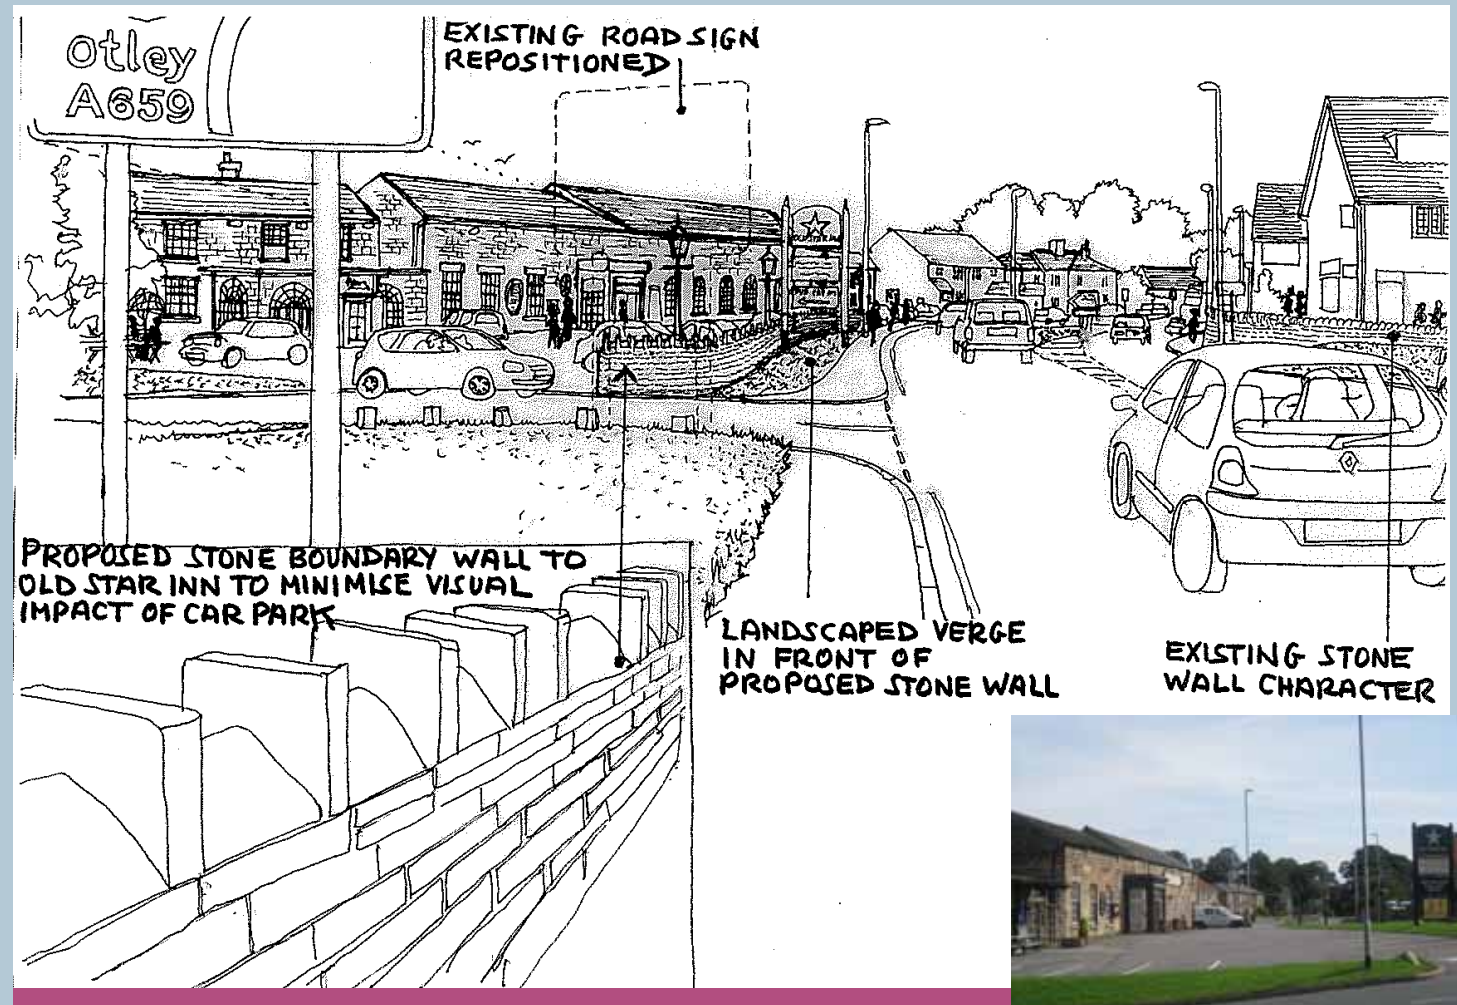 Otley
A659
EXISTING ROAD SIGN
REPOSITIONED
PROPOSED STONE BOUNDARY WALL TO
OLD STAR INN TO MINIMISE VISUAL
IMPACT OF CAR PARK
LANDSCAPED VERGE
IN FRONT OF
PROPOSED STONE WALL
EXISTING STONE
WALL CHARACTER